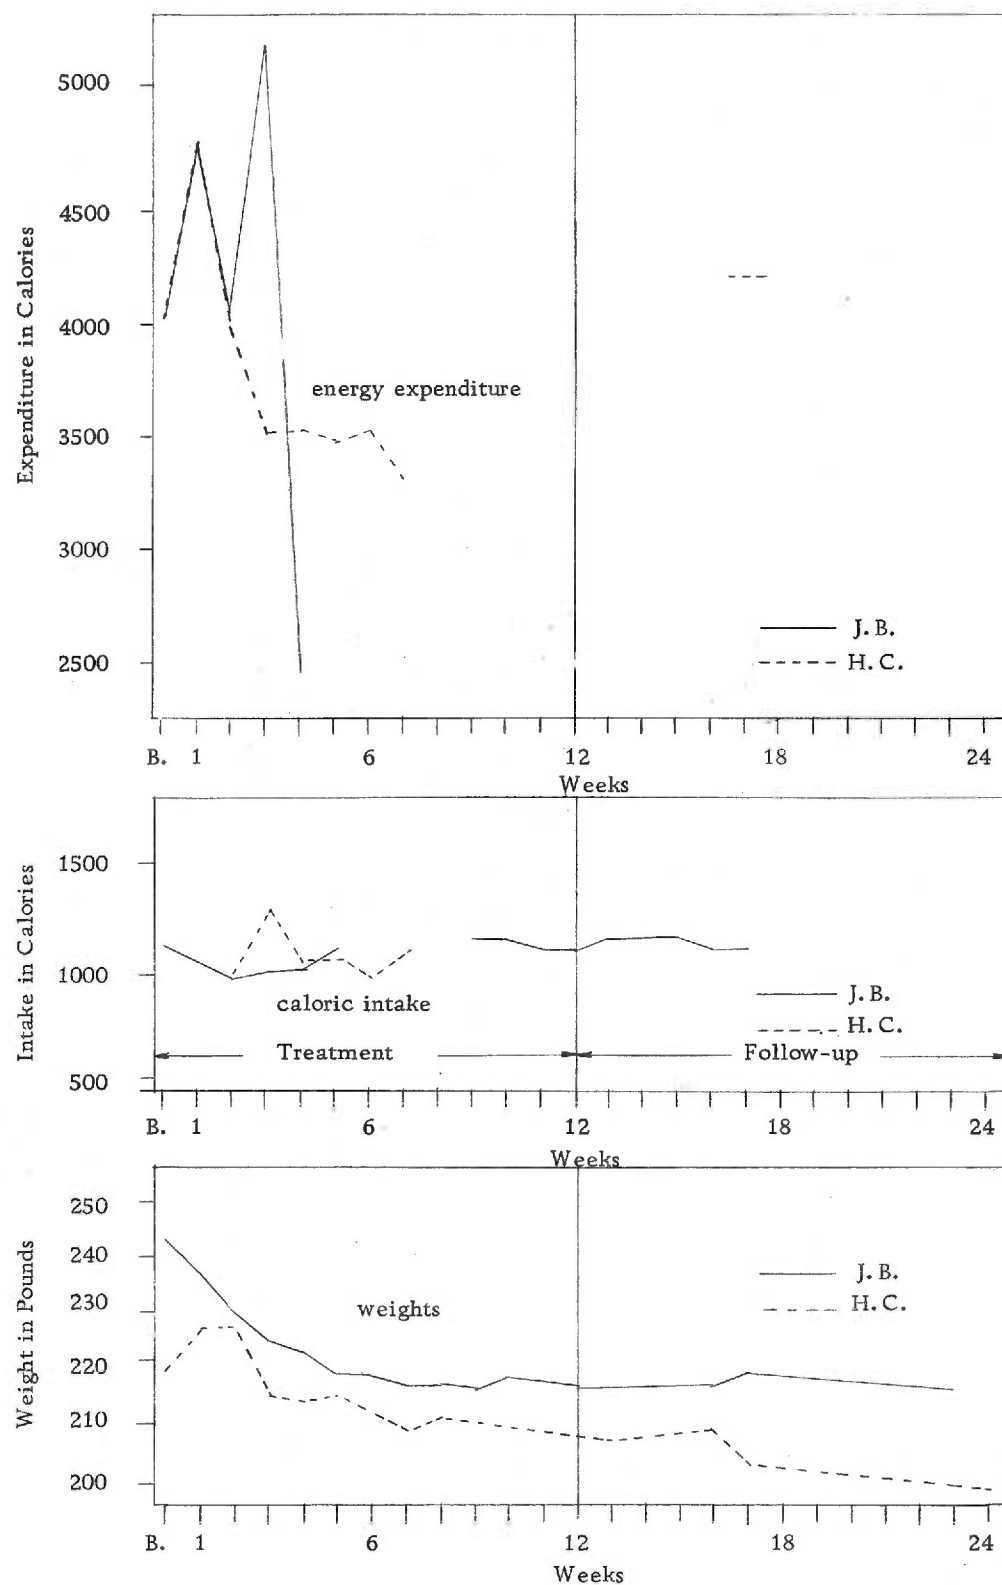 5000
4500
4000
3500
3000
2500
Expenditure in Calories
energy expenditure
J.B.
H.C.
B. 1 6 12 18 24
Weeks
1500
1000
500
Intake in Calories
caloric intake
J.B.
H.C.
Treatment Follow-up
B. 1 6 12 18 24
Weeks
250
240
230
220
210
200
Weight in Pounds
weights
J.B.
H.C.
B. 1 6 12 18 24
Weeks